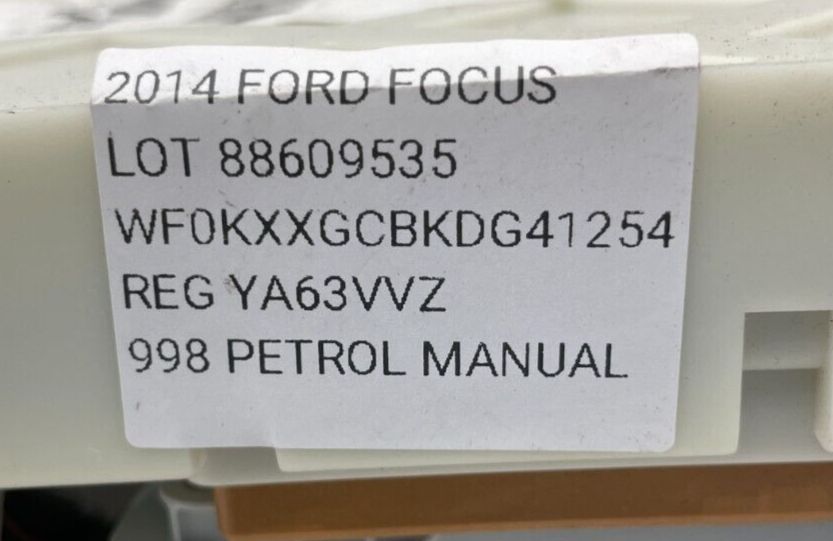 2014 FORD FOCUS
LOT 88609535
WF0KXXGCBKDG41254
REG YA63VVZ
998 PETROL MANUAL